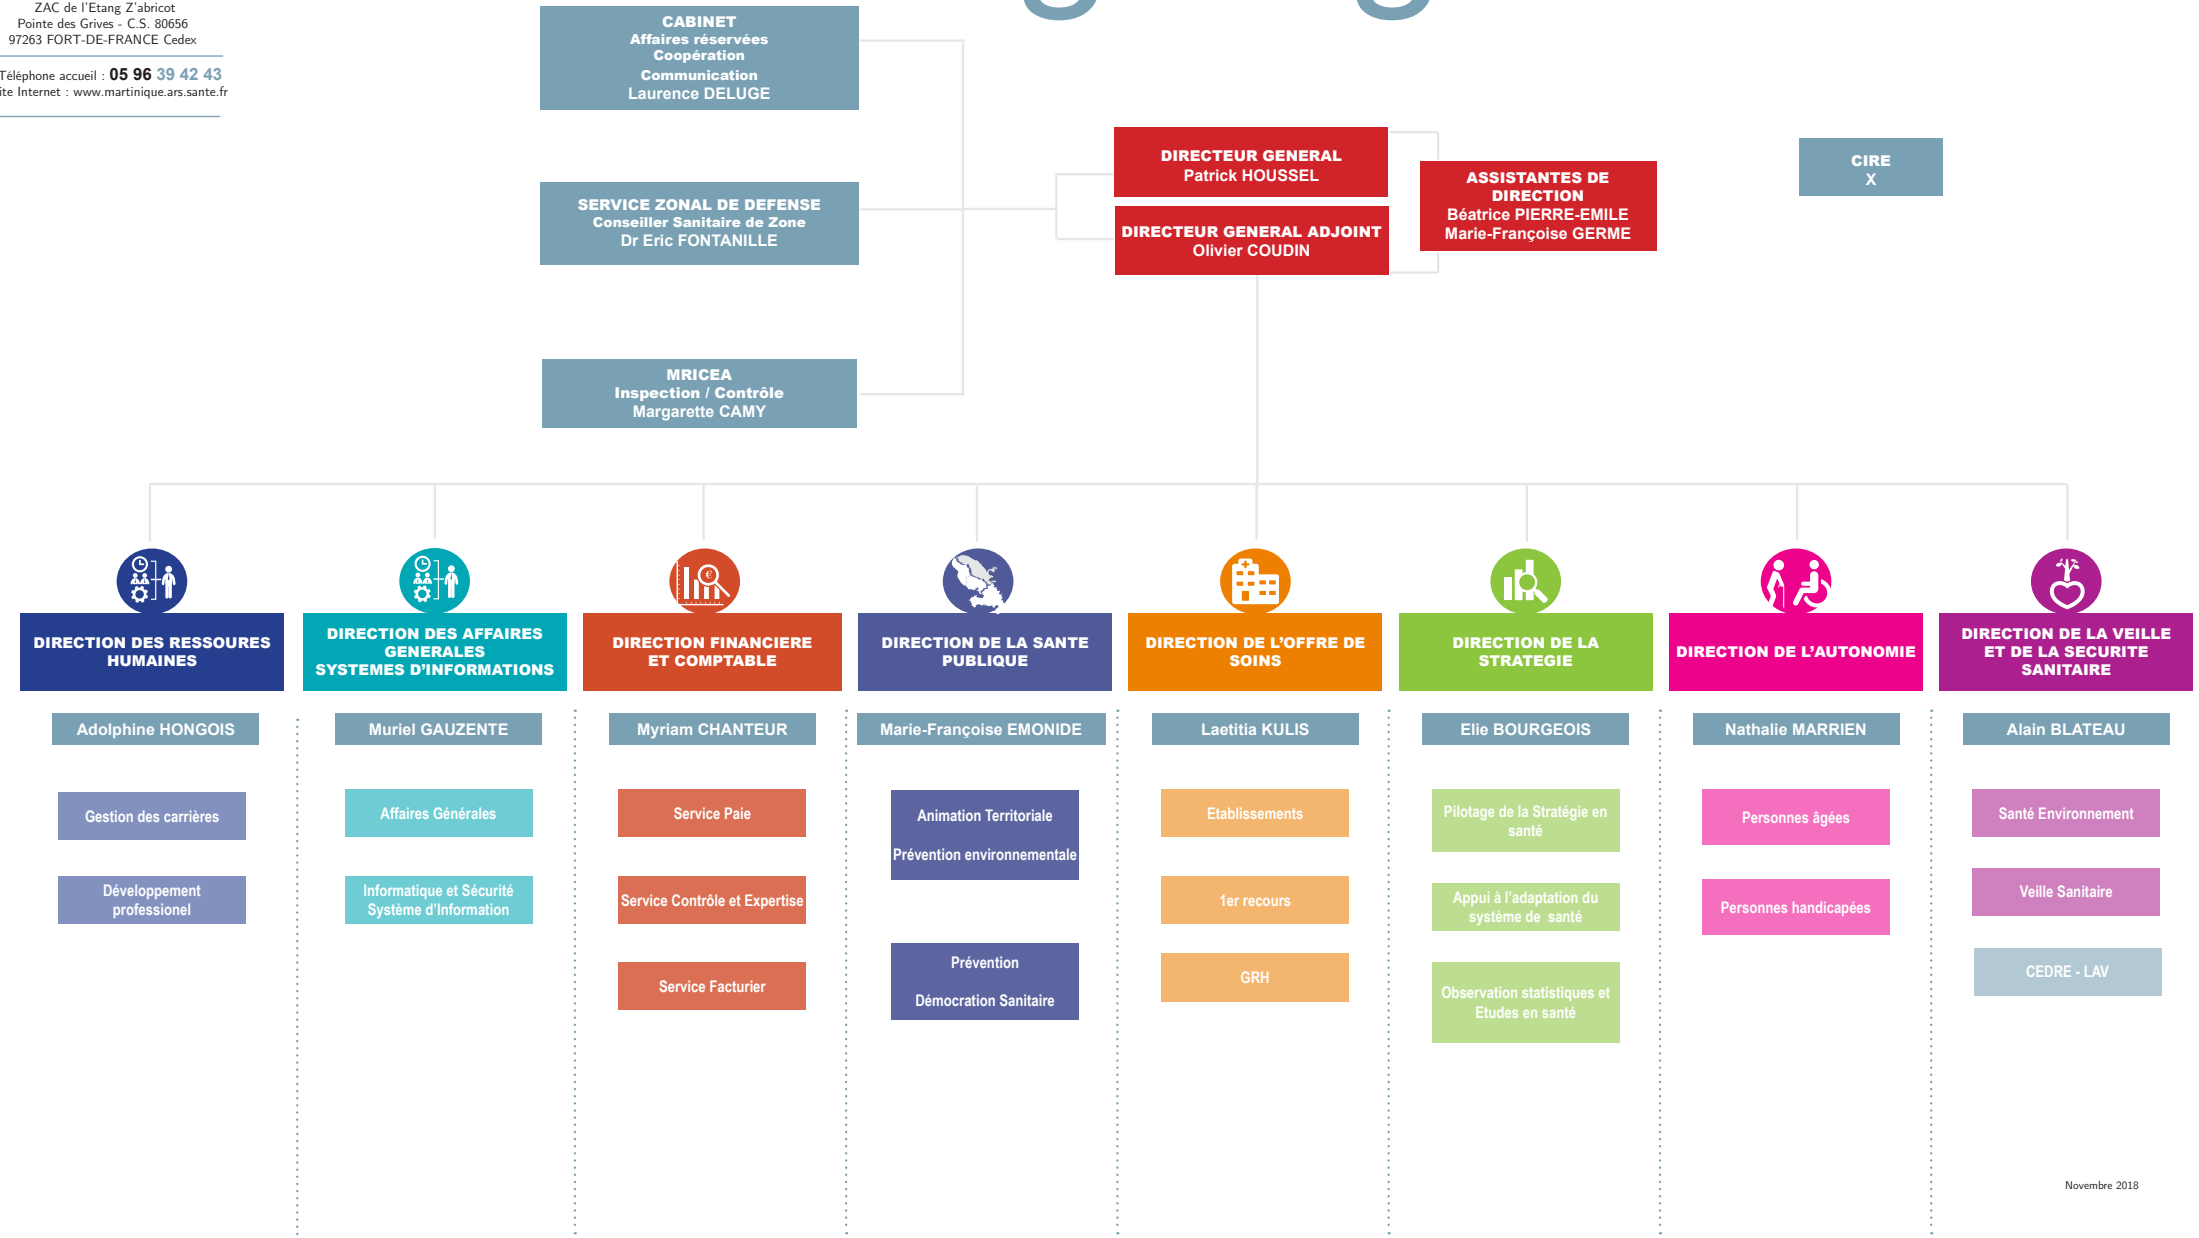 ZAC de l'Etang Z'abricot
Pointe des Grives - C.S. 80656
97263 FORT-DE-FRANCE Cedex
Téléphone accueil : 05 96 39 42 43
ite Internet : www.martinique.ars.sante.fr
CABINET
Affaires réservées
Coopération
Communication
Laurence DELUGE
SERVICE ZONAL DE DEFENSE
Conseiller Sanitaire de Zone
Dr Eric FONTANILLE
MRICEA
Inspection / Contrôle
Margarette CAMY
DIRECTEUR GENERAL
Patrick HOUSSEL
DIRECTEUR GENERAL ADJOINT
Olivier COUDIN
ASSISTANTES DE
DIRECTION
Béatrice PIERRE-EMILE
Marie-Françoise GERME
CIRE
X
DIRECTION DES RESSOURES
HUMAINES
Adolphine HONGOIS
Gestion des carrières
Développement
professionel
DIRECTION DES AFFAIRES
GENERALES
SYSTEMES D'INFORMATIONS
Muriel GAUZENTE
Affaires Générales
Informatique et Sécurité
Système d'Information
DIRECTION FINANCIERE
ET COMPTABLE
Myriam CHANTEUR
Service Paie
Service Contrôle et Expertise
Service Facturier
DIRECTION DE LA SANTE
PUBLIQUE
Marie-Françoise EMONIDE
Animation Territoriale
Prévention environnementale
Prévention
Démocration Sanitaire
DIRECTION DE L'OFFRE DE
SOINS
Laetitia KULIS
Etablissements
1er recours
GRH
DIRECTION DE LA
STRATEGIE
Elie BOURGEOIS
Pilotage de la Stratégie en
santé
Appui à l'adaptation du
système de santé
Observation statistiques et
Etudes en santé
DIRECTION DE L'AUTONOMIE
Nathalie MARRIEN
Personnes âgées
Personnes handicapées
DIRECTION DE LA VEILLE
ET DE LA SECURITE
SANITAIRE
Alain BLATEAU
Santé Environnement
Veille Sanitaire
CEDRE - LAV
Novembre 2018